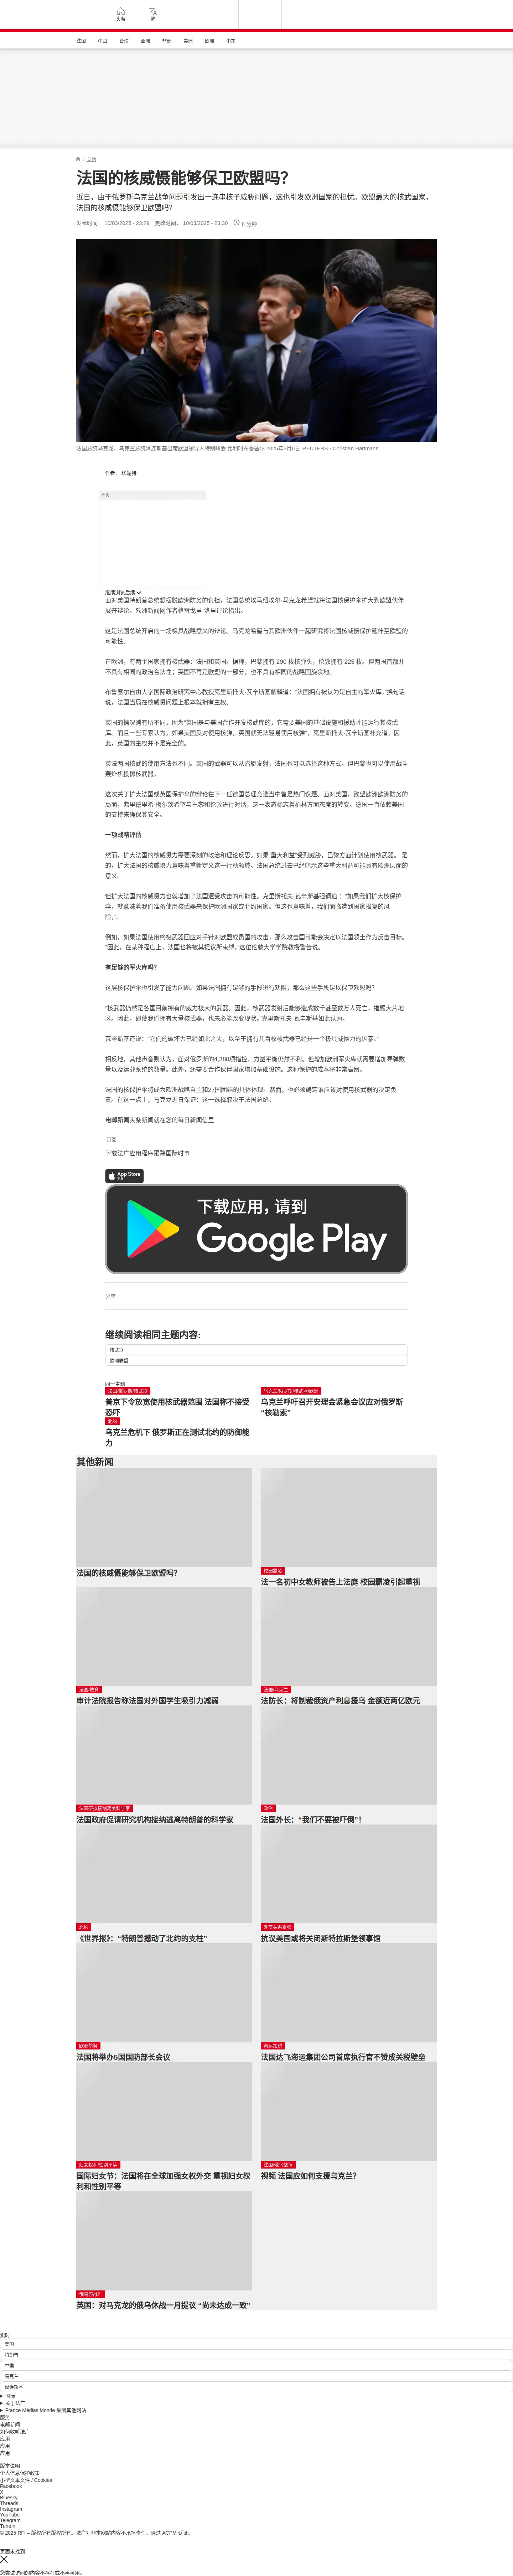 头条
繁
法国
中国
台海
亚洲
非洲
美洲
欧洲
中东
/ 法国
法国的核威慑能够保卫欧盟吗？
近日，由于俄罗斯乌克兰战争问题引发出一连串核子威胁问题，这也引发欧洲国家的担忧。欧盟最大的核武国家，
法国的核威慑能够保卫欧盟吗？
发表时间： 10/03/2025 - 23:29 更改时间： 10/03/2025 - 23:30 8 分钟
法国总统马克龙、乌克兰总统泽连斯基出席欧盟领导人特别峰会 比利时布鲁塞尔 2025年3月6日 REUTERS - Christian Hartmann
作者： 珍妮特
广告
继续浏览后续
面对美国特朗普总统想摆脱欧洲防务的负担，法国总统埃马纽埃尔·马克龙希望就将法国核保护伞扩大到欧盟伙伴
展开辩论。欧洲新闻网作者格雷戈里·洛里评论指出。
这是法国总统开启的一场极具战略意义的辩论。马克龙希望与其欧洲伙伴一起研究将法国核威慑保护延伸至欧盟的
可能性。
在欧洲，有两个国家拥有核武器：法国和英国。据称，巴黎拥有 290 枚核弹头，伦敦拥有 225 枚。但两国首都并
不具有相同的政治合法性；英国不再是欧盟的一部分，也不具有相同的战略回旋余地。
布鲁塞尔自由大学国际政治研究中心教授克里斯托夫·瓦辛斯基解释道：“法国拥有被认为是自主的军火库。”换句话
说，法国当局在核威慑问题上根本就拥有主权。
英国的情况则有所不同，因为“英国是与美国合作开发核武库的，它需要美国的基础设施和援助才能运行其核武
库。而且一些专家认为，如果美国反对使用核弹，英国就无法轻易使用核弹”，克里斯托夫·瓦辛斯基补充道。因
此，英国的主权并不是完全的。
英法两国核武的使用方法也不同。英国的武器可以从潜艇发射，法国也可以选择这种方式。但巴黎也可以使用战斗
轰炸机投掷核武器。
这次关于扩大法国或英国保护伞的辩论在下一任德国总理竞选当中曾是热门议题。面对美国，欲望欧洲欧洲防务的
局面，弗里德里希·梅尔茨希望与巴黎和伦敦进行对话，这一表态标志着柏林方面态度的转变。德国一直依赖美国
的支持来确保其安全。
一项战略评估
然而，扩大法国的核威慑力需要深刻的政治和理论反思。如果“重大利益”受到威胁，巴黎方面计划使用核武器。 是
的，扩大法国的核威慑力意味着重新定义这一行动领域。法国总统过去已经暗示这些重大利益可能具有欧洲层面的
意义。
但扩大法国的核威慑力也就增加了法国遭受攻击的可能性。克里斯托夫·瓦辛斯基强调道：“如果我们扩大核保护
伞，就意味着我们准备使用核武器来保护欧洲国家或北约国家。但这也意味着，我们面临遭到国家报复的风
险，”。
例如，如果法国使用终极武器回应对手针对欧盟成员国的攻击，那么攻击国可能会决定以法国领土作为反击目标。
“因此，在某种程度上，法国也将被其提议所束缚，”这位伦敦大学学院教授警告说。
有足够的军火库吗？
这层核保护伞也引发了能力问题。如果法国拥有足够的手段进行劝阻，那么这些手段足以保卫欧盟吗？
“核武器仍然是各国目前拥有的威力极大的武器。因此，核武器发射后能够造成数千甚至数万人死亡，摧毁大片地
区。因此，即使我们拥有大量核武器，也未必能改变现状。”克里斯托夫·瓦辛斯基如此认为。
瓦辛斯基还说：“它们的破坏力已经如此之大，以至于拥有几百枚核武器已经是一个极具威慑力的因素。”
相反地，其他声音则认为，面对俄罗斯的4,380项指控，力量平衡仍然不利。但增加欧洲军火库就需要增加导弹数
量以及运载系统的数量。此外，还需要合作伙伴国家增加基础设施。这种保护的成本将非常高昂。
法国的核保护伞将成为欧洲战略自主和27国团结的具体体现。然而，也必须确定谁应该对使用核武器的决定负
责。在这一点上，马克龙近日保证：这一选择取决于法国总统。
电邮新闻头条新闻就在您的每日新闻信里
订阅
下载法广应用程序跟踪国际时事
App Store
下载应用, 请到
Google Play
分享 :
继续阅读相同主题内容:
核武器
欧洲联盟
同一主题
法国/俄罗斯/核武器
普京下令放宽使用核武器范围 法国称不接受
恐吓
乌克兰/俄罗斯/核武器/欧洲
乌克兰呼吁召开安理会紧急会议应对俄罗斯
“核勒索”
北约
乌克兰危机下 俄罗斯正在测试北约的防御能
力
其他新闻
法国的核威慑能够保卫欧盟吗？
校园霸凌
法一名初中女教师被告上法庭 校园霸凌引起重视
法国/教育
审计法院报告称法国对外国学生吸引力减弱
法国/乌克兰
法防长：将制裁俄资产利息援乌 金额近两亿欧元
法国研临接纳美裔科学家
法国政府促请研究机构接纳逃离特朗普的科学家
政治
法国外长：“我们不要被吓倒”！
北约
《世界报》：“特朗普撼动了北约的支柱”
外交关系紧张
抗议美国或将关闭斯特拉斯堡领事馆
欧洲防务
法国将举办5国国防部长会议
海运加税
法国达飞海运集团公司首席执行官不赞成关税壁垒
妇女权利/性别平等
国际妇女节：法国将在全球加强女权外交 重视妇女权
利和性别平等
法国/俄乌战争
视频 法国应如何支援乌克兰？
俄乌停战？
英国：对马克龙的俄乌休战一月提议 “尚未达成一致”
实时
美国
特朗普
中国
乌克兰
泽连斯基
国际
关于法广
France Médias Monde 集团其他网站
服务
电邮新闻
如何收听法广
应用
应用
应用
版本说明
个人信息保护政策
小型文本文件 / Cookies
Facebook
X
Bluesky
Threads
Instagram
YouTube
Telegram
TuneIn
© 2025 RFI – 版权所有版权所有。法广对非本网站内容不承担责任。通过 ACPM 认证。
页面未找到
您尝试访问的内容不存在或不再可用。